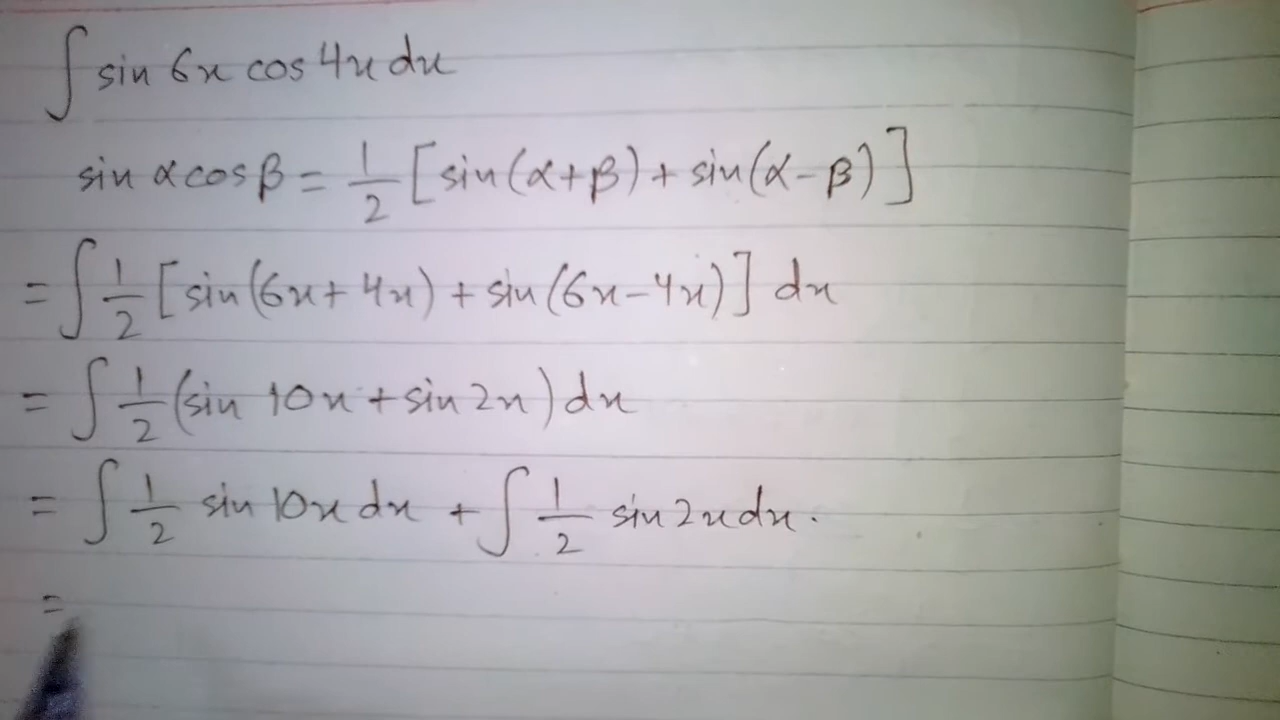 ∫ sin 6x cos 4x dx
sin α cos β = 1/2 [sin(α+β) + sin(α-β)]
= ∫ 1/2 [sin(6x+4x) + sin(6x-4x)] dx
= ∫ 1/2 (sin 10x + sin 2x) dx
= ∫ 1/2 sin 10x dx + ∫ 1/2 sin 2x dx.
=